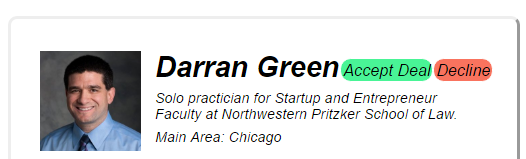 Darran Green Accept Deal Decline
Solo practician for Startup and Entrepreneur
Faculty at Northwestern Pritzker School of Law.
Main Area: Chicago